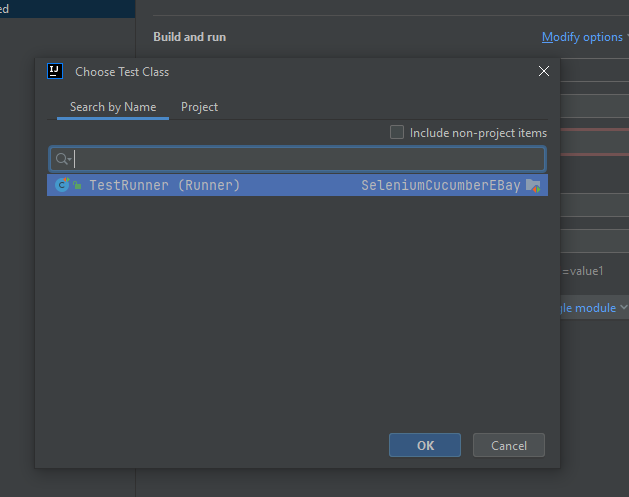 ed
Build and run
Modify options
IJ
Choose Test Class
Search by Name
Project
Include non-project items
C TestRunner (Runner) SeleniumCucumberEBay
=value1
gle module
OK
Cancel